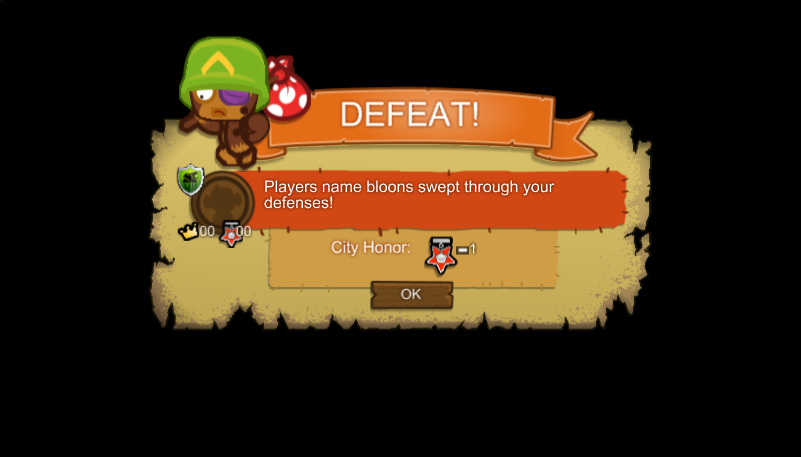 DEFEAT!
Players name bloons swept through your
defenses!
00 00
City Honor: -1
OK